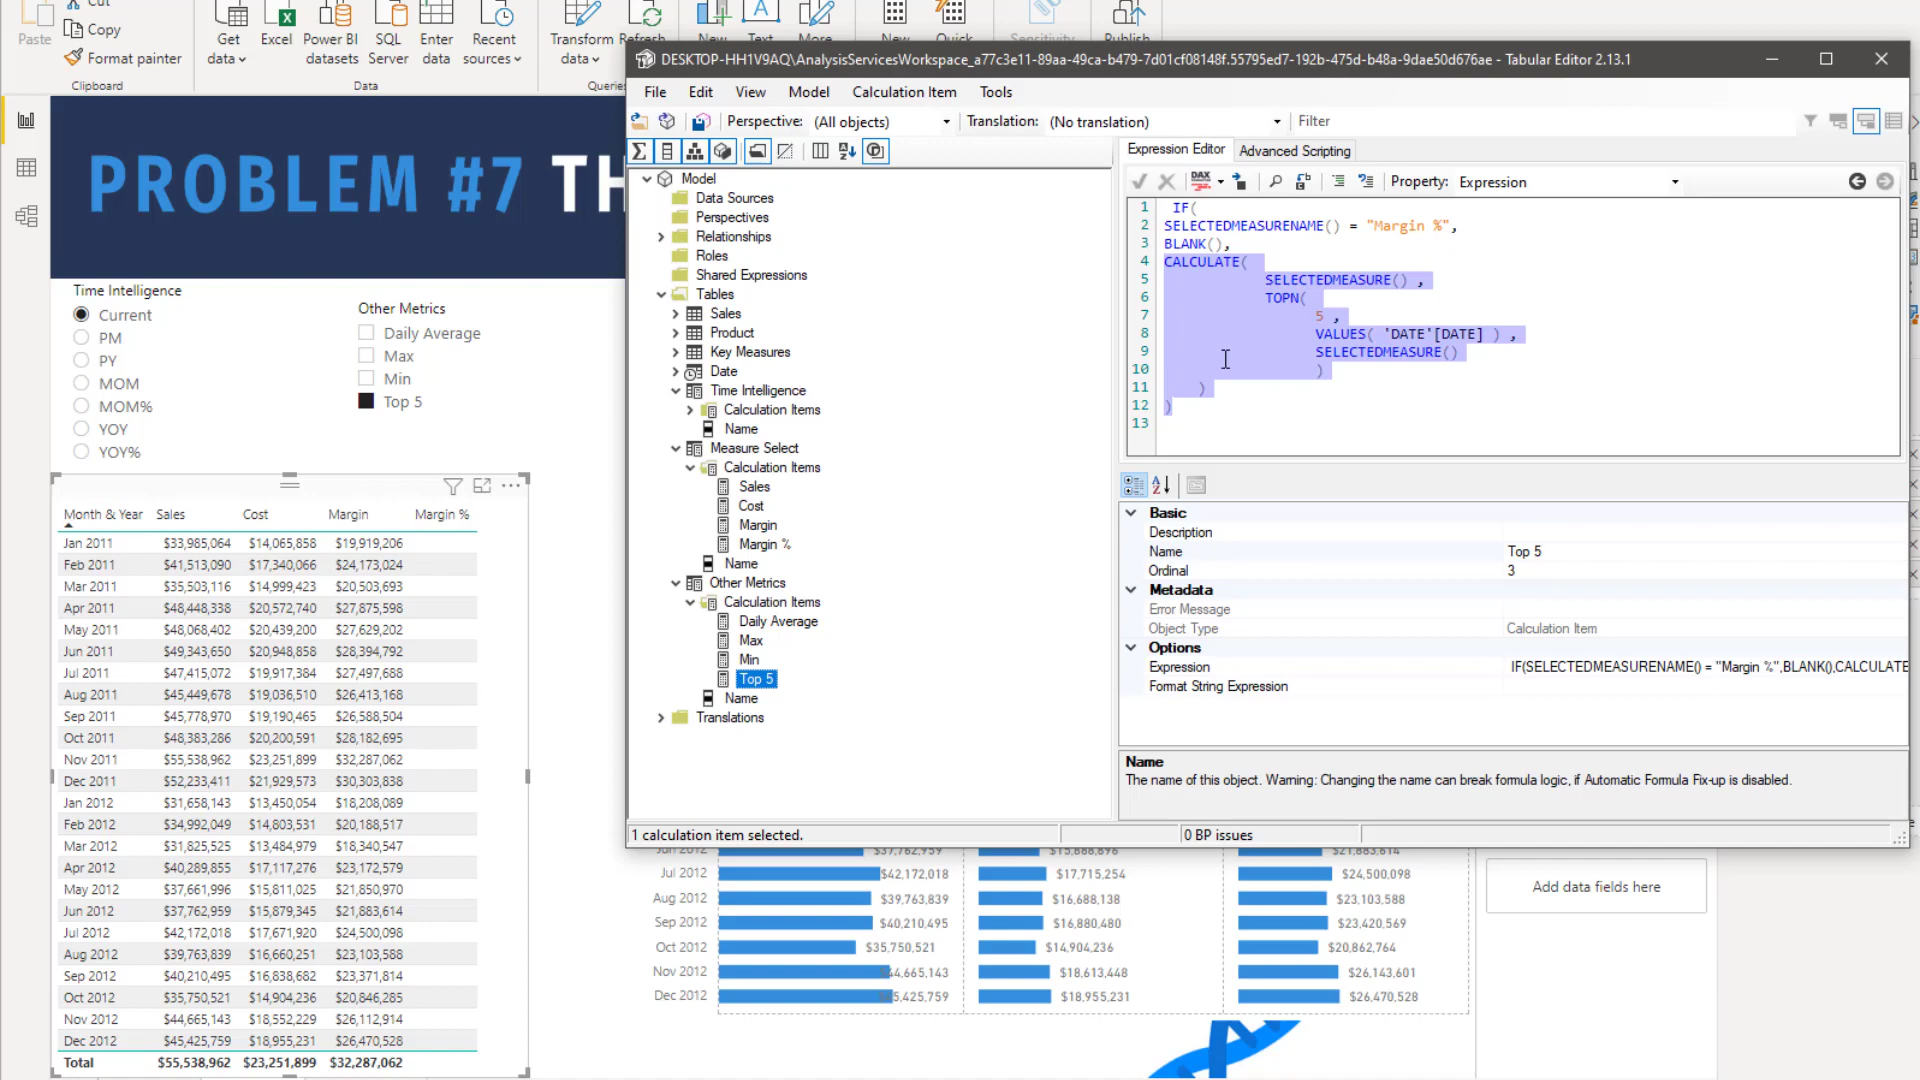 Paste
Cut
Copy
Format painter
Clipboard
Get data
Excel
Power BI datasets
SQL Server
Enter data
Recent sources
Data
Transform data
Refresh
Queries
New
Text
More
New
Quick
Sensitivity
Publish
DESKTOP-HH1V9AQ\AnalysisServicesWorkspace_a77c3e11-89aa-49ca-b479-7d01cf08148f.55795ed7-192b-475d-b48a-9dae50d676ae - Tabular Editor 2.13.1
File Edit View Model Calculation Item Tools
Perspective: (All objects) Translation: (No translation) Filter
PROBLEM #7 TH
Time Intelligence
Current
PM
PY
MOM
MOM%
YOY
YOY%
Other Metrics
Daily Average
Max
Min
Top 5
Month & Year Sales Cost Margin Margin %
Jan 2011 $33,985,064 $14,065,858 $19,919,206
Feb 2011 $41,513,090 $17,340,066 $24,173,024
Mar 2011 $35,503,116 $14,999,423 $20,503,693
Apr 2011 $48,448,338 $20,572,740 $27,875,598
May 2011 $48,068,402 $20,439,200 $27,629,202
Jun 2011 $49,343,650 $20,948,858 $28,394,792
Jul 2011 $47,415,072 $19,917,384 $27,497,688
Aug 2011 $45,449,678 $19,036,510 $26,413,168
Sep 2011 $45,778,970 $19,190,465 $26,588,504
Oct 2011 $48,383,286 $20,200,591 $28,182,695
Nov 2011 $55,538,962 $23,251,899 $32,287,062
Dec 2011 $52,233,411 $21,929,573 $30,303,838
Jan 2012 $31,658,143 $13,450,054 $18,208,089
Feb 2012 $34,992,049 $14,803,531 $20,188,517
Mar 2012 $31,825,525 $13,484,979 $18,340,547
Apr 2012 $40,289,855 $17,117,276 $23,172,579
May 2012 $37,661,996 $15,811,025 $21,850,970
Jun 2012 $37,762,959 $15,879,345 $21,883,614
Jul 2012 $42,172,018 $17,671,920 $24,500,098
Aug 2012 $39,763,839 $16,660,251 $23,103,588
Sep 2012 $40,210,495 $16,838,682 $23,371,814
Oct 2012 $35,750,521 $14,904,236 $20,846,285
Nov 2012 $44,665,143 $18,552,229 $26,112,914
Dec 2012 $45,425,759 $18,955,231 $26,470,528
Total $55,538,962 $23,251,899 $32,287,062
Model
Data Sources
Perspectives
Relationships
Roles
Shared Expressions
Tables
Sales
Product
Key Measures
Date
Time Intelligence
Calculation Items
Name
Measure Select
Calculation Items
Sales
Cost
Margin
Margin %
Name
Other Metrics
Calculation Items
Daily Average
Max
Min
Top 5
Name
Translations
Expression Editor Advanced Scripting
DAX
Property: Expression
1 IF(
2 SELECTEDMEASURENAME() = "Margin %",
3 BLANK(),
4 CALCULATE(
5 SELECTEDMEASURE() ,
6 TOPN(
7 5 ,
8 VALUES( 'DATE'[DATE] ) ,
9 SELECTEDMEASURE()
10 )
11 )
12 )
13
Basic
Description
Name Top 5
Ordinal 3
Metadata
Error Message
Object Type Calculation Item
Options
Expression IF(SELECTEDMEASURENAME() = "Margin %",BLANK(),CALCULATE
Format String Expression
Name
The name of this object. Warning: Changing the name can break formula logic, if Automatic Formula Fix-up is disabled.
1 calculation item selected. 0 BP issues
Jun 2012 $37,762,959 $15,888,896 $21,883,614
Jul 2012 $42,172,018 $17,715,254 $24,500,098
Aug 2012 $39,763,839 $16,688,138 $23,103,588
Sep 2012 $40,210,495 $16,880,480 $23,420,569
Oct 2012 $35,750,521 $14,904,236 $20,862,764
Nov 2012 44,665,143 $18,613,448 $26,143,601
Dec 2012 5,425,759 $18,955,231 $26,470,528
Add data fields here